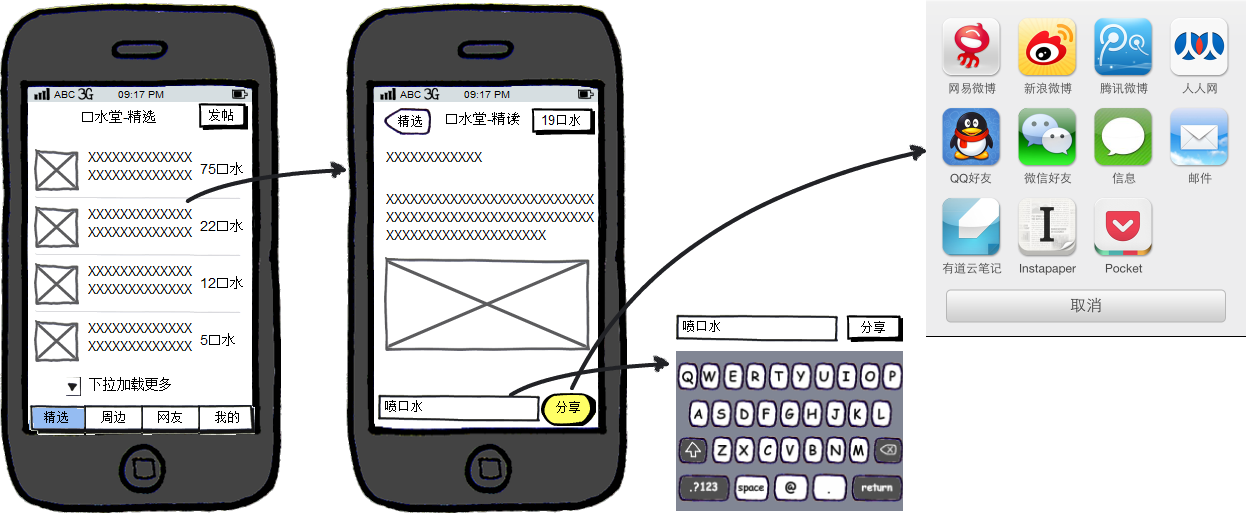 ABC 3G 09:17 PM
口水堂-精选 发帖
XXXXXXXXXXXXX
XXXXXXXXXXXXX
75口水
XXXXXXXXXXXXX
XXXXXXXXXXXXX
22口水
XXXXXXXXXXXXX
XXXXXXXXXXXXX
12口水
XXXXXXXXXXXXX
XXXXXXXXXXXXX
5口水
下拉加载更多
精选 周边 网友 我的
ABC 3G 09:17 PM
精选 口水堂-精读 19口水
XXXXXXXXXXXX
XXXXXXXXXXXXXXXXXXXXXXXXXX
XXXXXXXXXXXXXXXXXXXXXXXXXX
XXXXXXXXXXXXXXXXXXXX
喷口水 分享
喷口水 分享
Q W E R T Y U I O P
A S D F G H J K L
Z X C V B N M
.?123 space @ . return
网易微博 新浪微博 腾讯微博 人人网
QQ好友 微信好友 信息 邮件
I
有道云笔记 Instapaper Pocket
取消